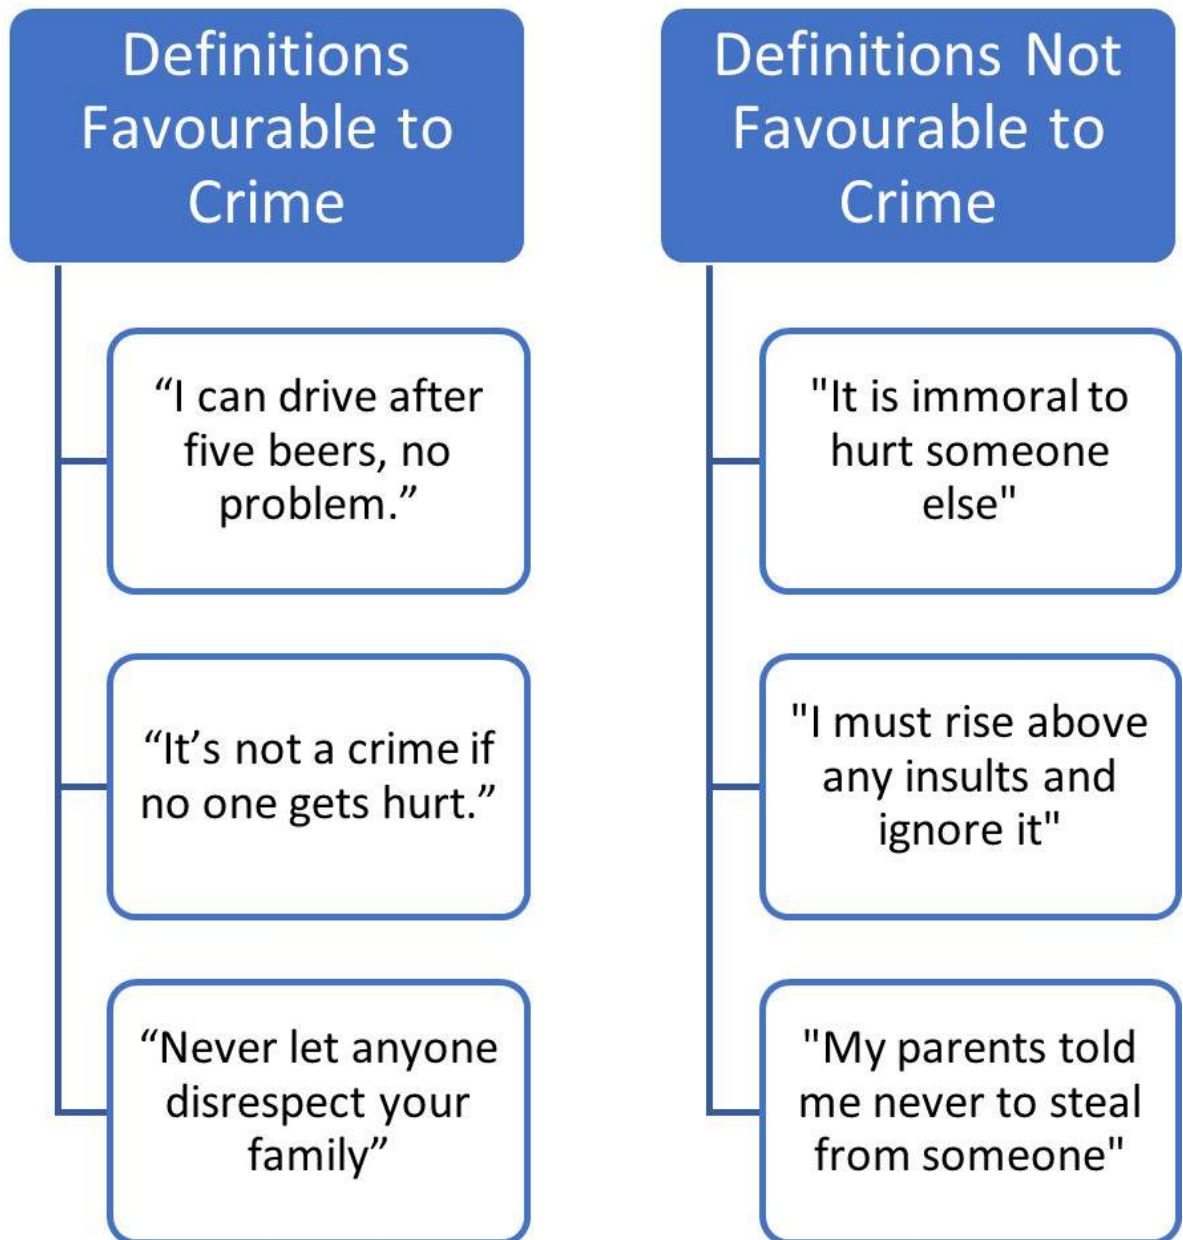 Definitions
Favourable to
Crime
“I can drive after
five beers, no
problem.”
“It’s not a crime if
no one gets hurt.”
“Never let anyone
disrespect your
family”
Definitions Not
Favourable to
Crime
"It is immoral to
hurt someone
else"
"I must rise above
any insults and
ignore it"
"My parents told
me never to steal
from someone"